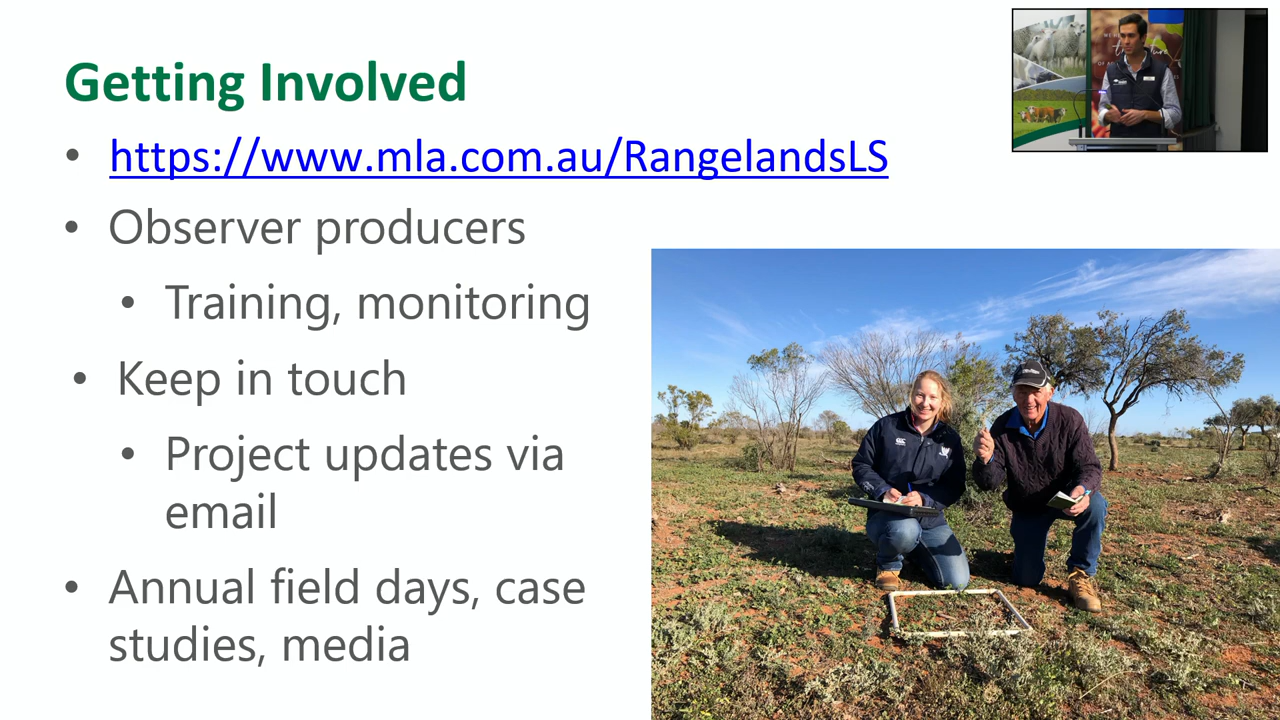 Getting Involved
• https://www.mla.com.au/RangelandsLS
• Observer producers
• Training, monitoring
• Keep in touch
• Project updates via
email
• Annual field days, case
studies, media